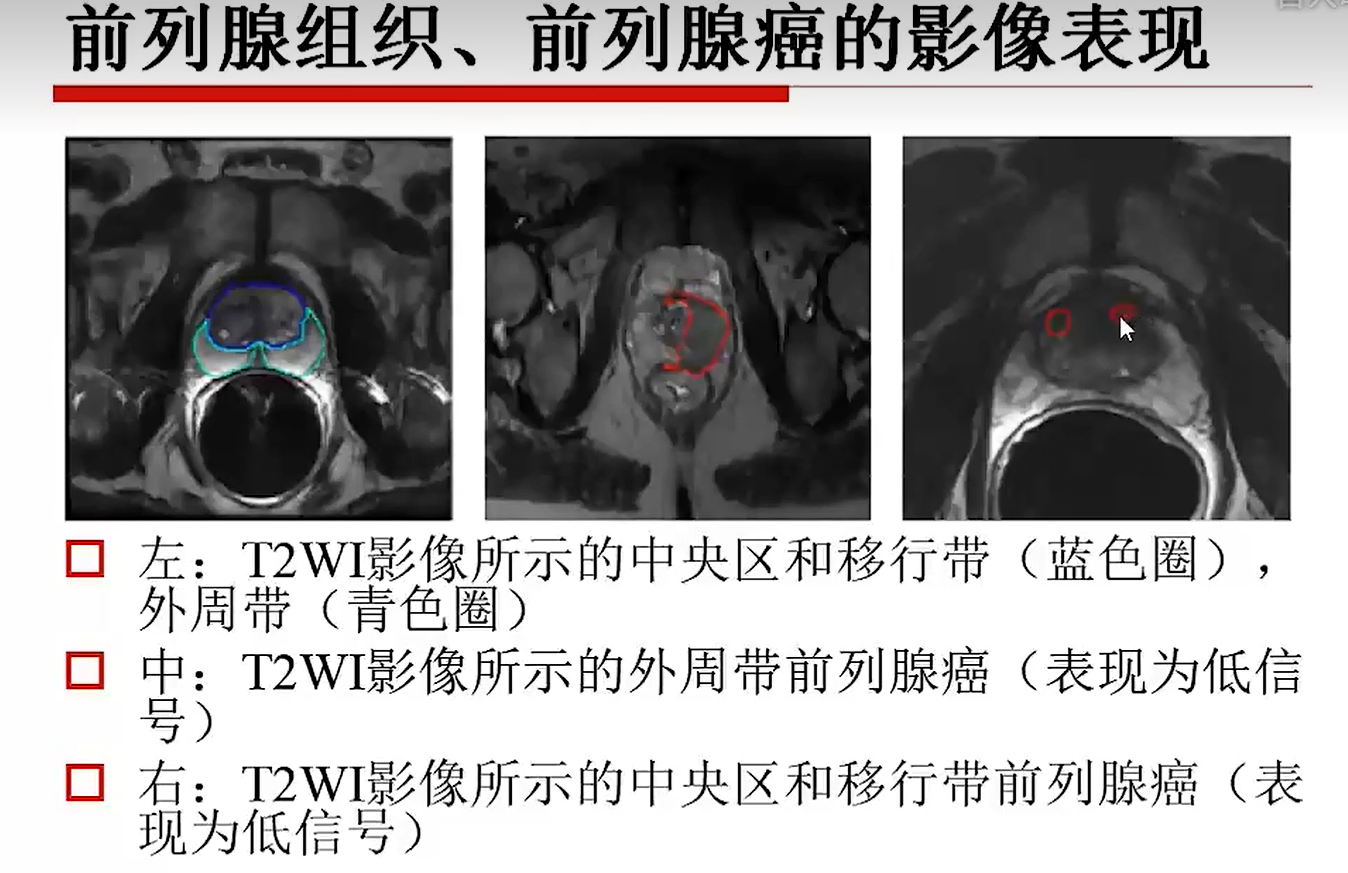 前列腺组织、前列腺癌的影像表现
左：T2WI影像所示的中央区和移行带（蓝色圈），
外周带（青色圈）
中：T2WI影像所示的外周带前列腺癌（表现为低信
号）
右：T2WI影像所示的中央区和移行带前列腺癌（表
现为低信号）